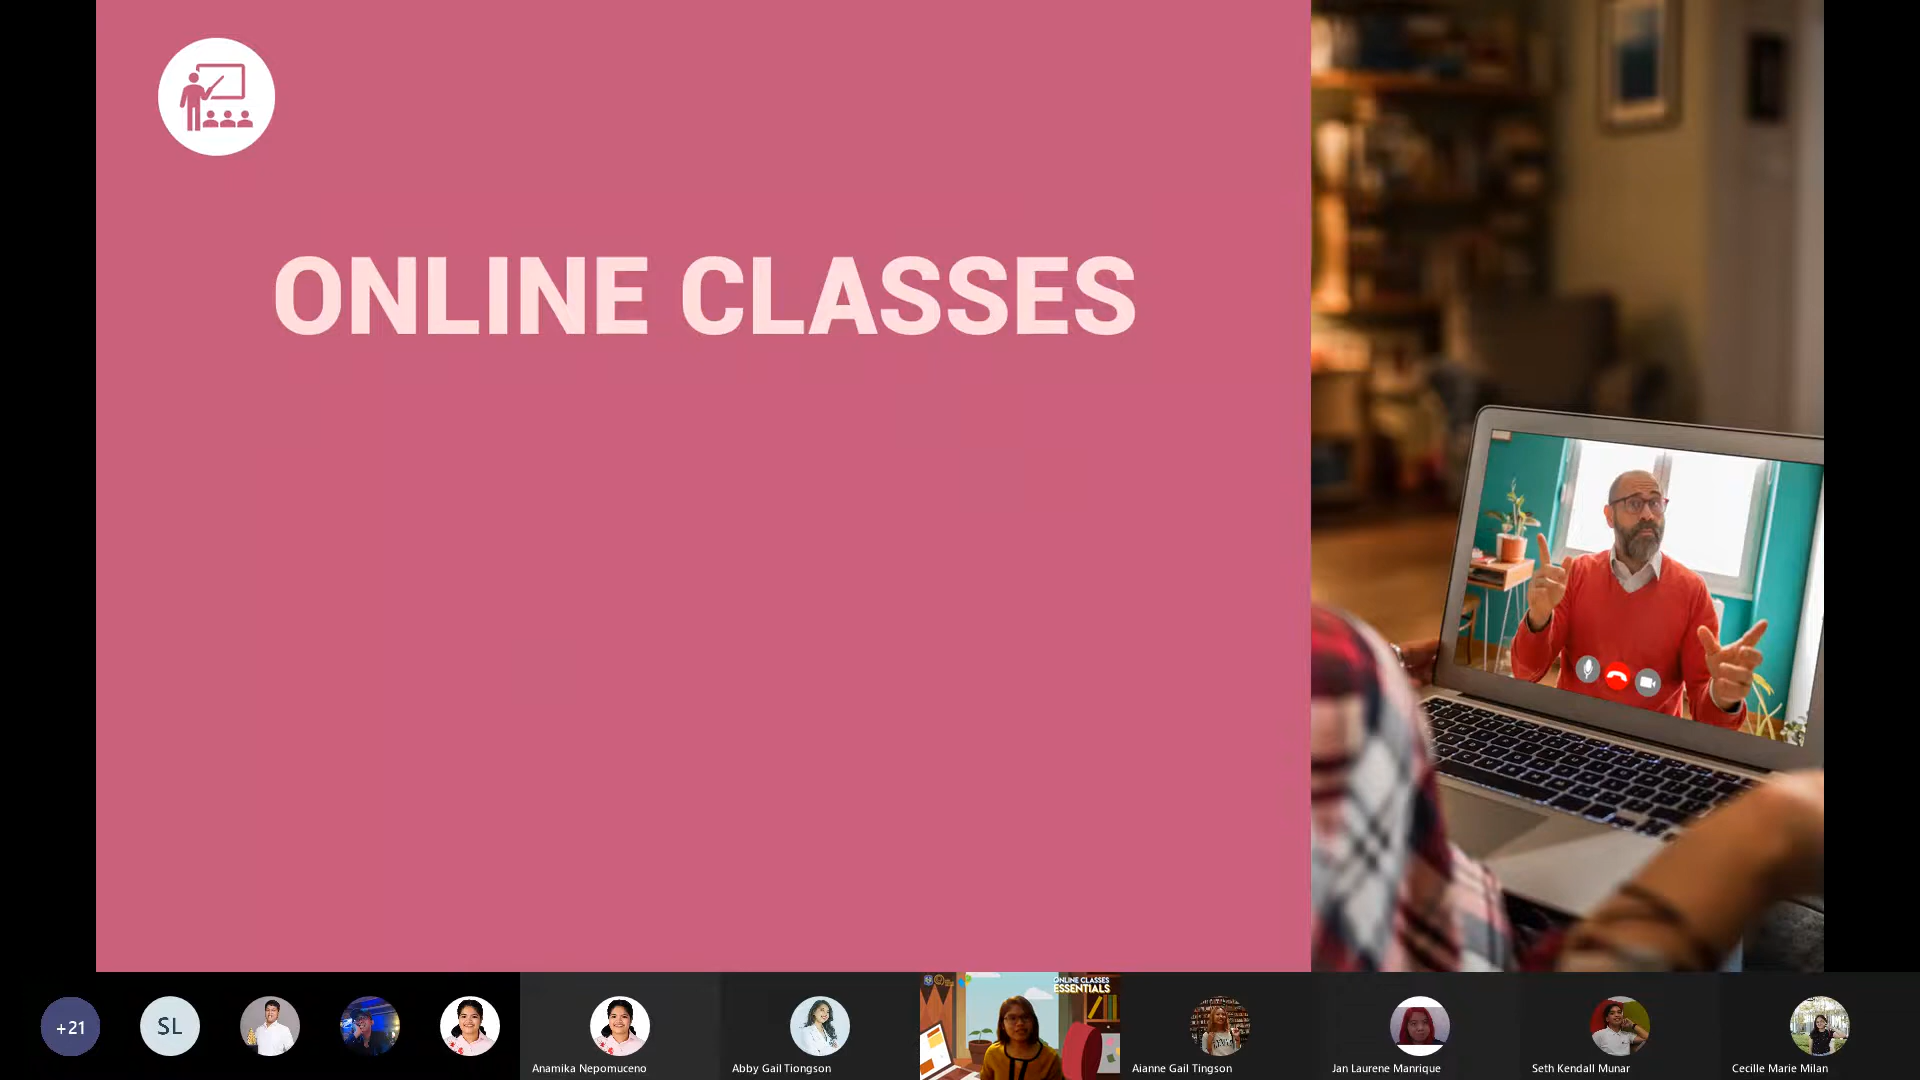 ONLINE CLASSES
+21
SL
Anamika Nepomuceno
Abby Gail Tiongson
ONLINE CLASSES
ESSENTIALS
Aianne Gail Tingson
Jan Laurene Manrique
Seth Kendall Munar
Cecille Marie Milan